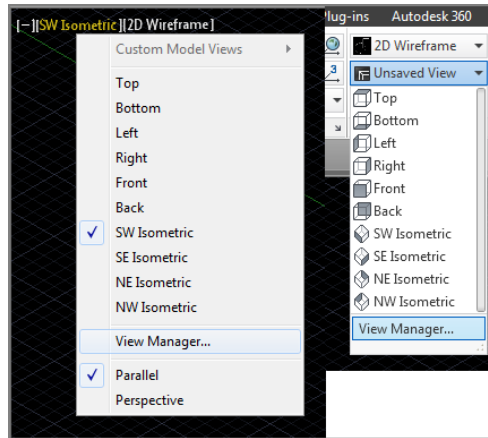 [−][SW Isometric][2D Wireframe]
Custom Model Views
Top
Bottom
Left
Right
Front
Back
SW Isometric
SE Isometric
NE Isometric
NW Isometric
View Manager...
Parallel
Perspective
Plug-ins Autodesk 360
2D Wireframe
3
Unsaved View
Top
Bottom
Left
Right
Front
Back
SW Isometric
SE Isometric
NE Isometric
NW Isometric
View Manager...